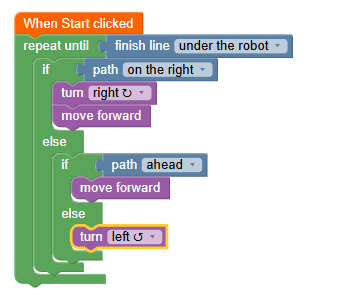 When Start clicked
repeat until finish line under the robot
if path on the right
turn right ↻
move forward
else
if path ahead
move forward
else
turn left ↺